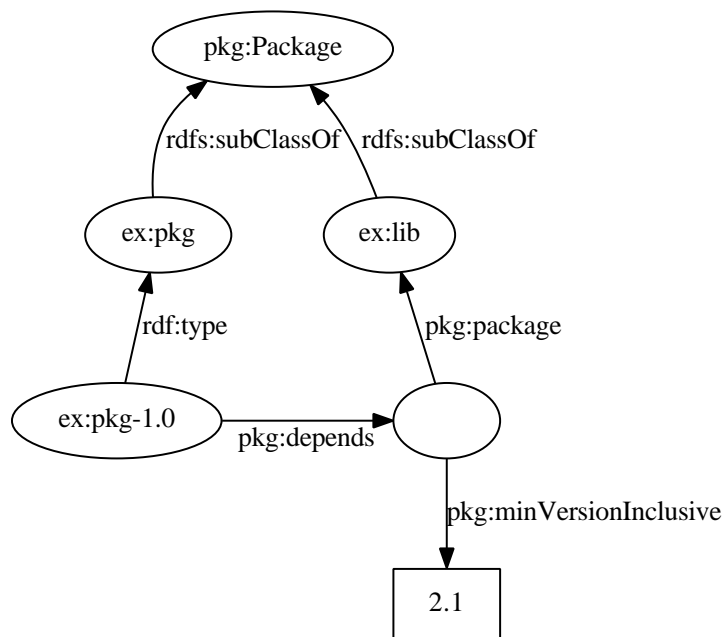 pkg:Package
rdfs:subClassOf
rdfs:subClassOf
ex:pkg
ex:lib
rdf:type
pkg:package
ex:pkg-1.0
pkg:depends
pkg:minVersionInclusive
2.1